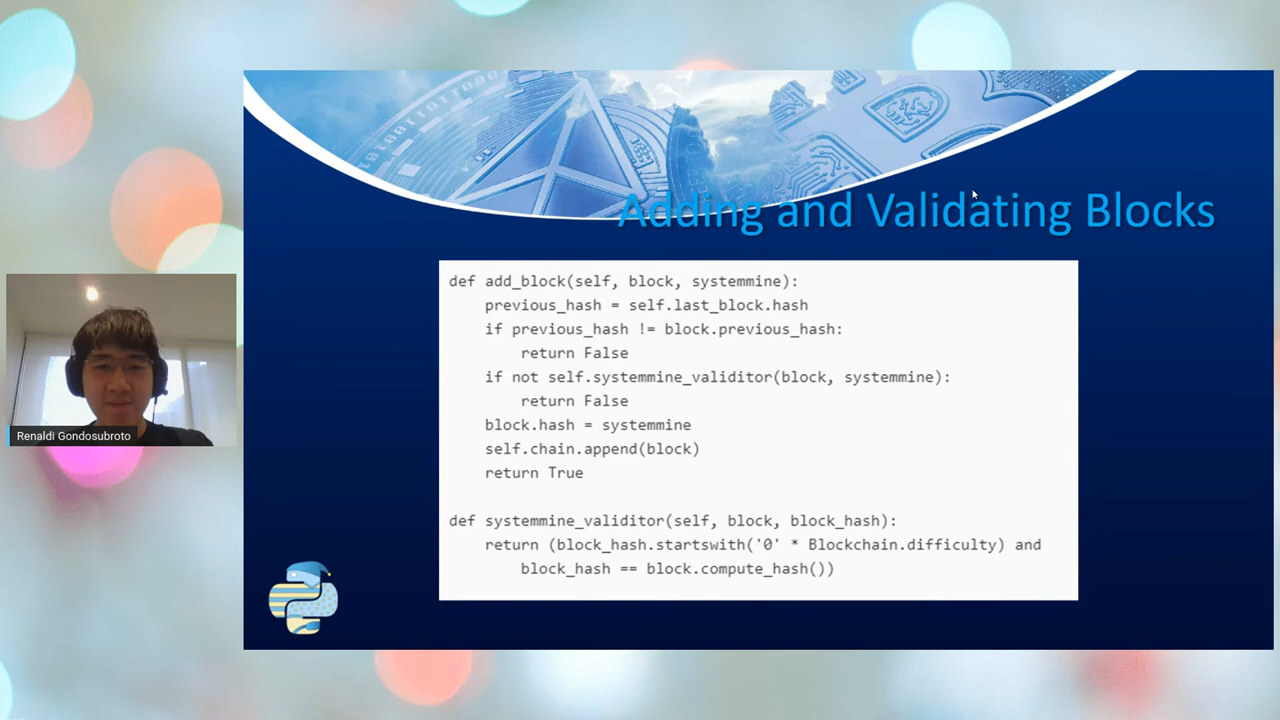 Adding and Validating Blocks
def add_block(self, block, systemmine):
    previous_hash = self.last_block.hash
    if previous_hash != block.previous_hash:
        return False
    if not self.systemmine_validitor(block, systemmine):
        return False
    block.hash = systemmine
    self.chain.append(block)
    return True
def systemmine_validitor(self, block, block_hash):
    return (block_hash.startswith('0' * Blockchain.difficulty) and
        block_hash == block.compute_hash())
Renaldi Gondosubroto